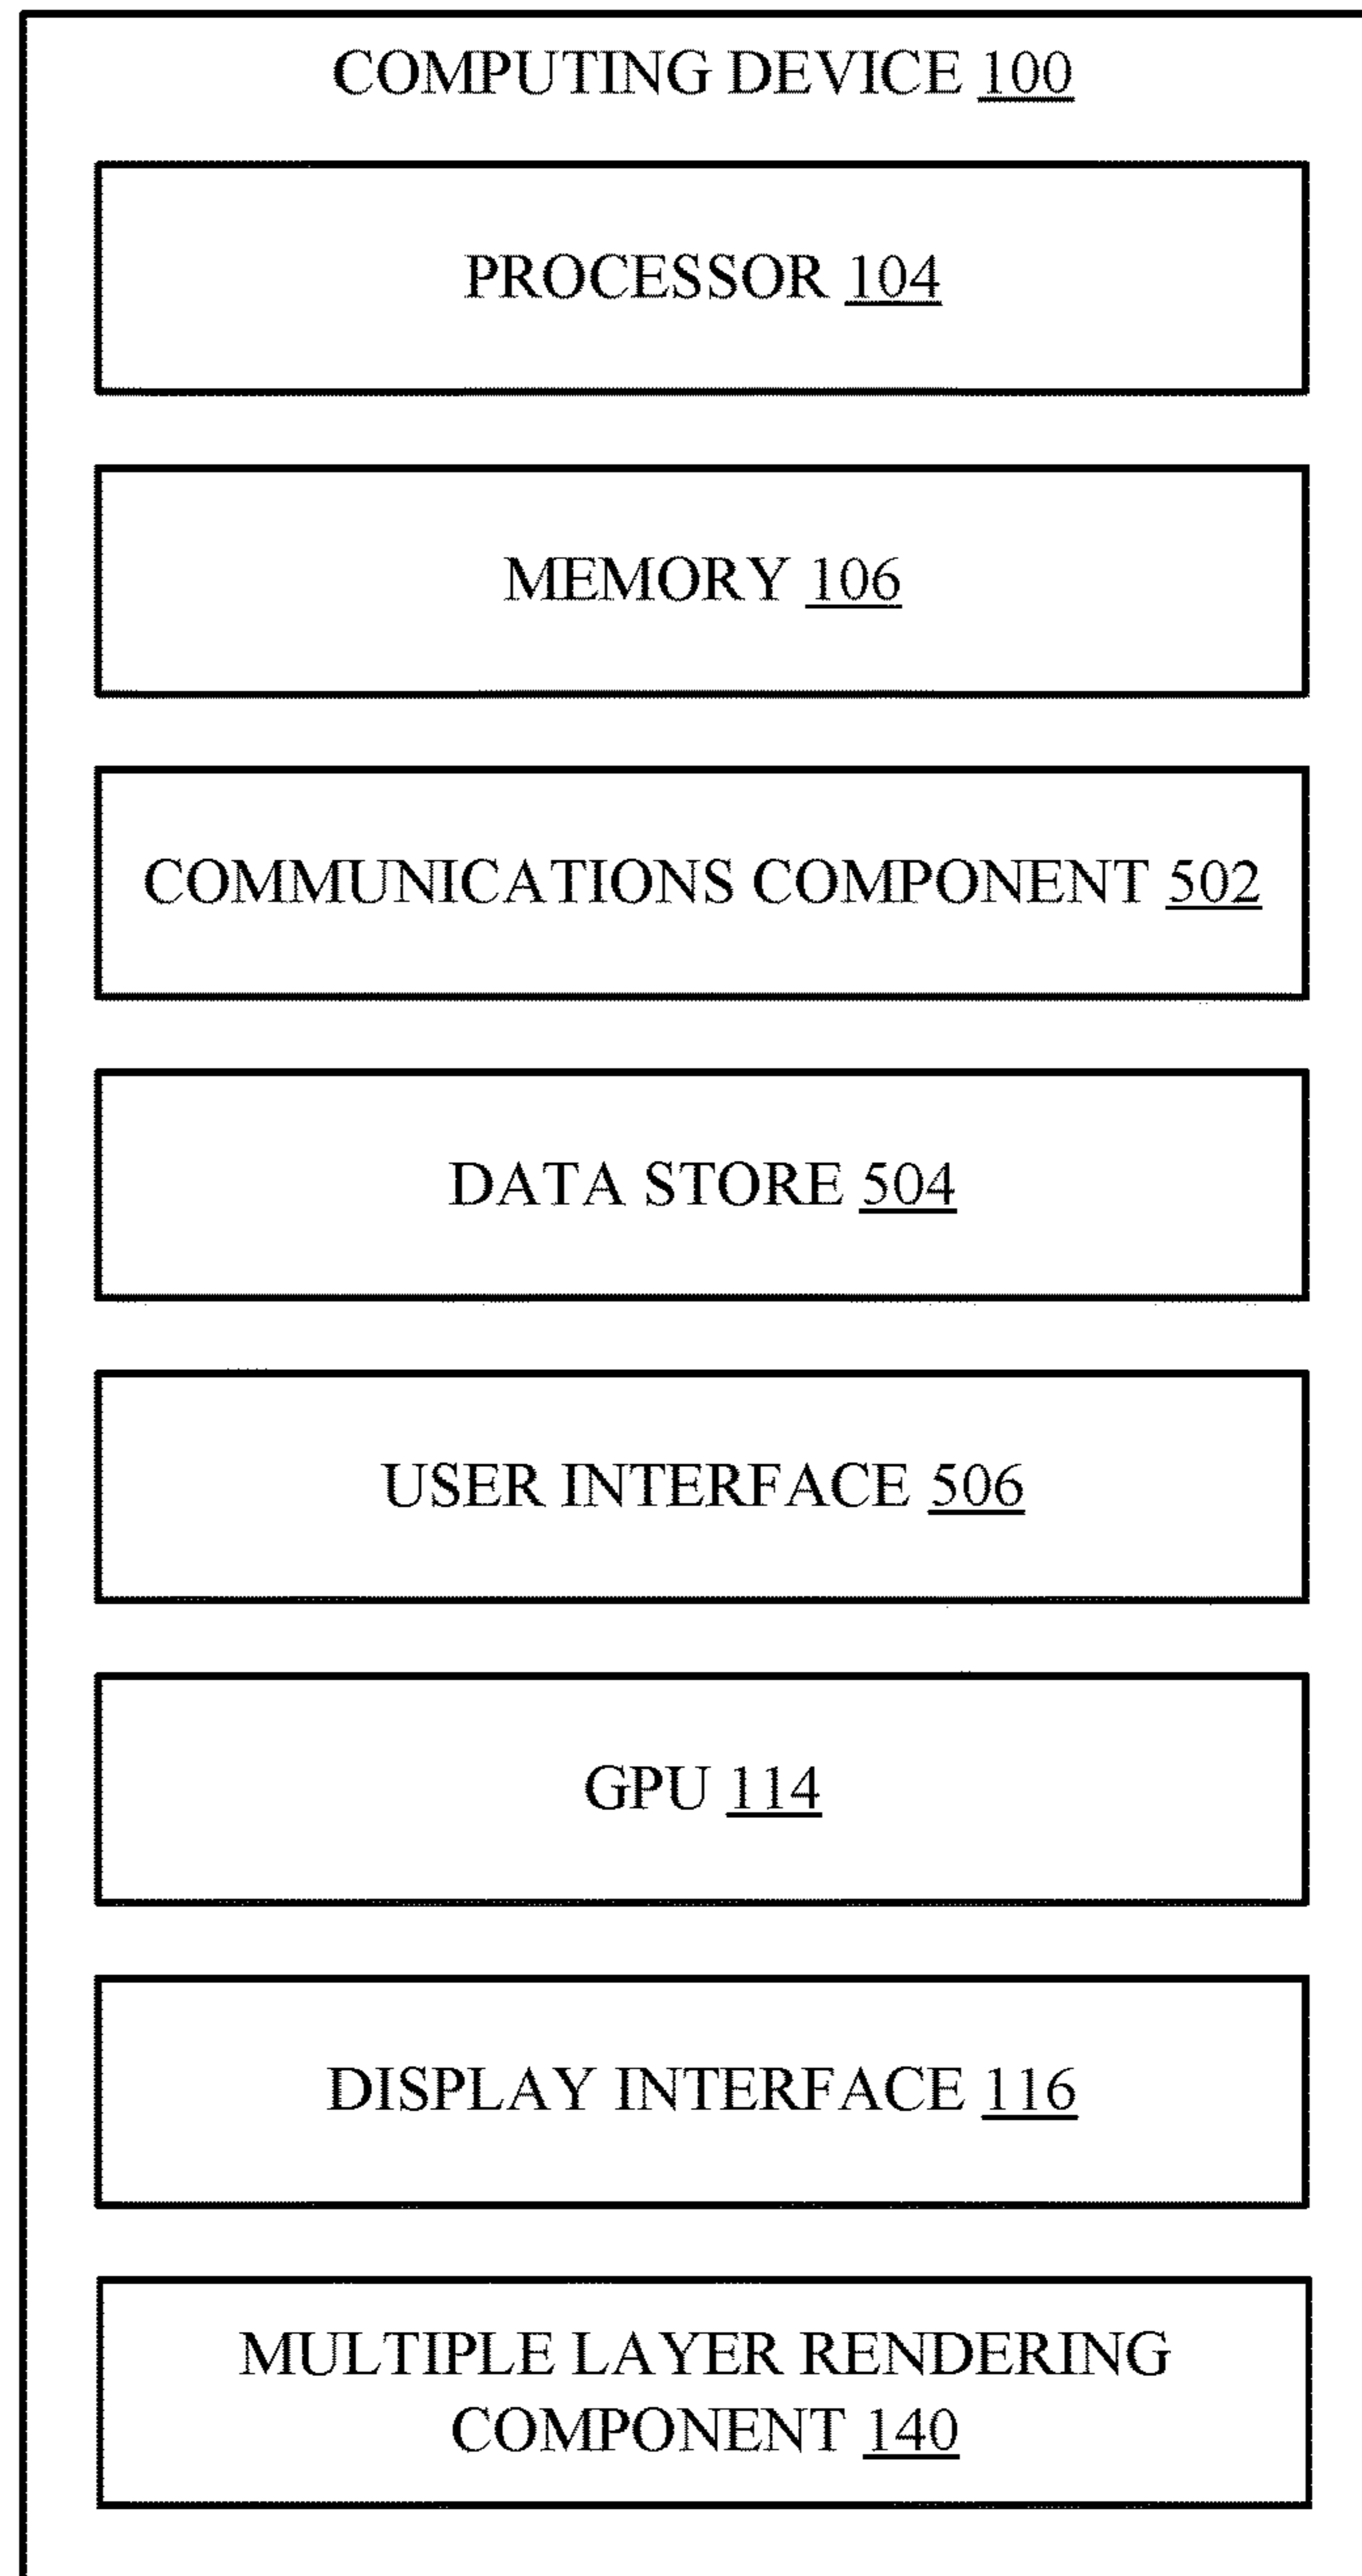 COMPUTING DEVICE 100
PROCESSOR 104
MEMORY 106
COMMUNICATIONS COMPONENT 502
DATA STORE 504
USER INTERFACE 506
GPU 114
DISPLAY INTERFACE 116
MULTIPLE LAYER RENDERING
COMPONENT 140